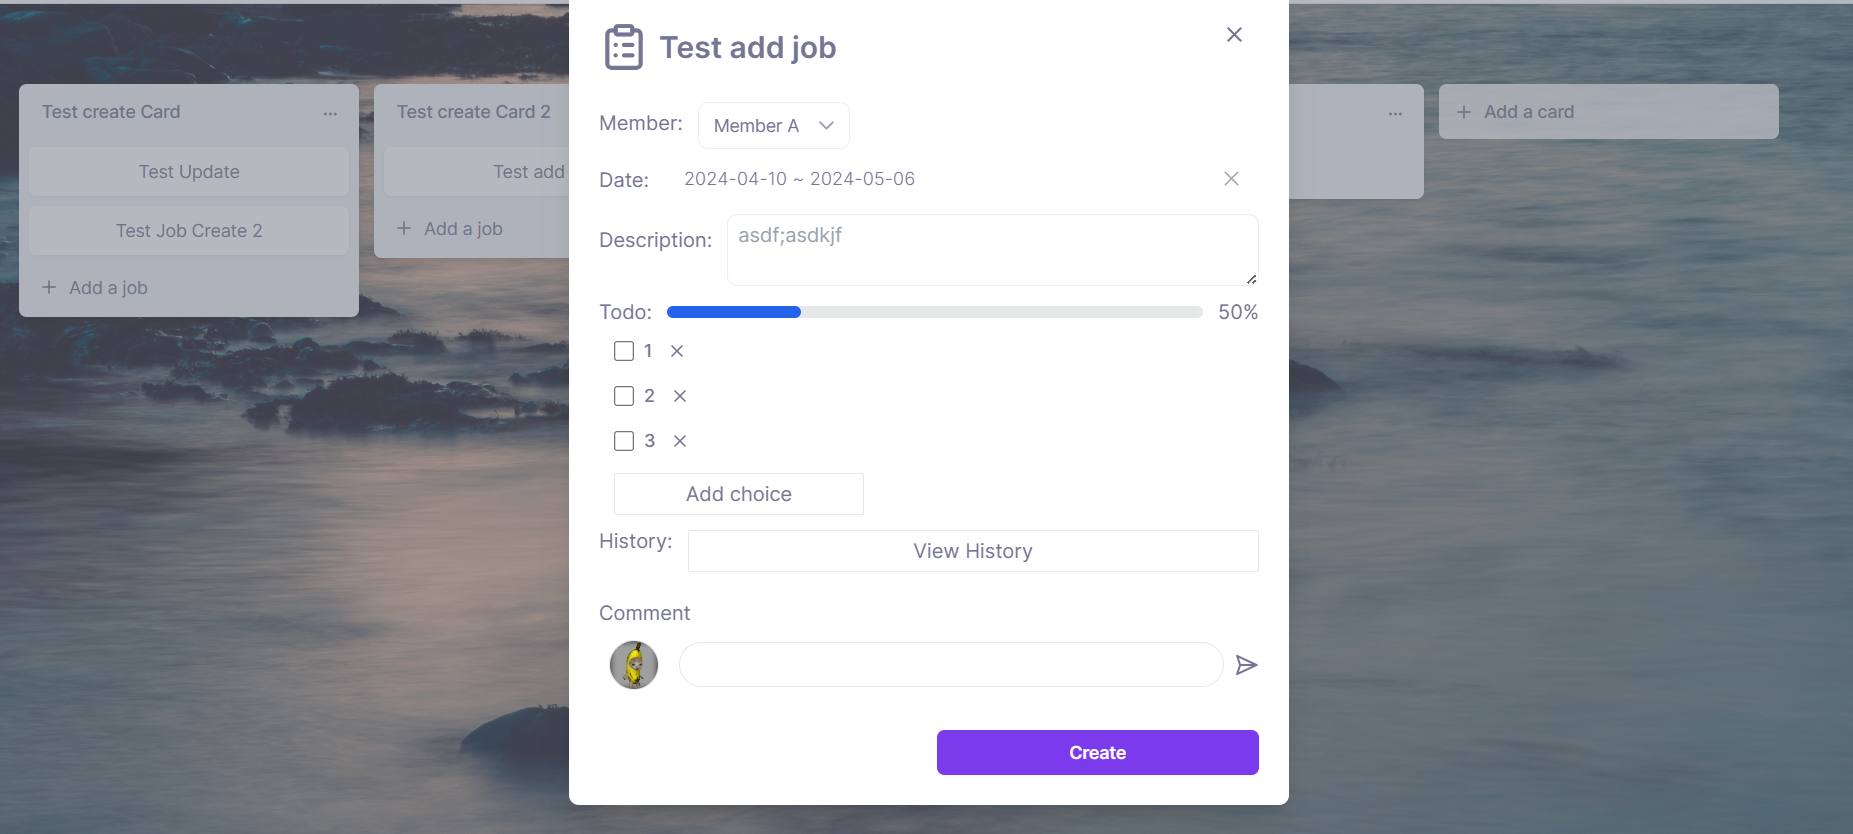 Test create Card
...
Test Update
Test Job Create 2
+ Add a job
Test create Card 2
Test add
+ Add a job
Test add job
Member: Member A
Date: 2024-04-10 ~ 2024-05-06
Description: asdf;asdkjf
Todo: 50%
1
2
3
Add choice
History: View History
Comment
Create
...
+ Add a card